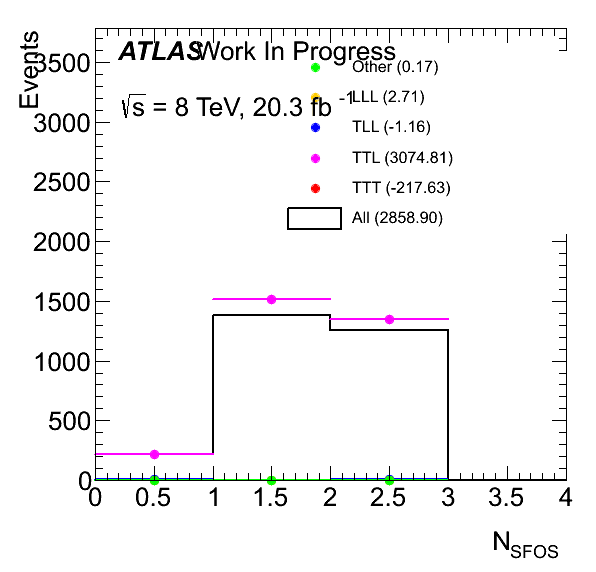 Events
ATLAS Work In Progress
√s = 8 TeV, 20.3 fb -1
Other (0.17)
LLL (2.71)
TLL (-1.16)
TTL (3074.81)
TTT (-217.63)
All (2858.90)
3500
3000
2500
2000
1500
1000
500
0
0 0.5 1 1.5 2 2.5 3 3.5 4
N_SFOS